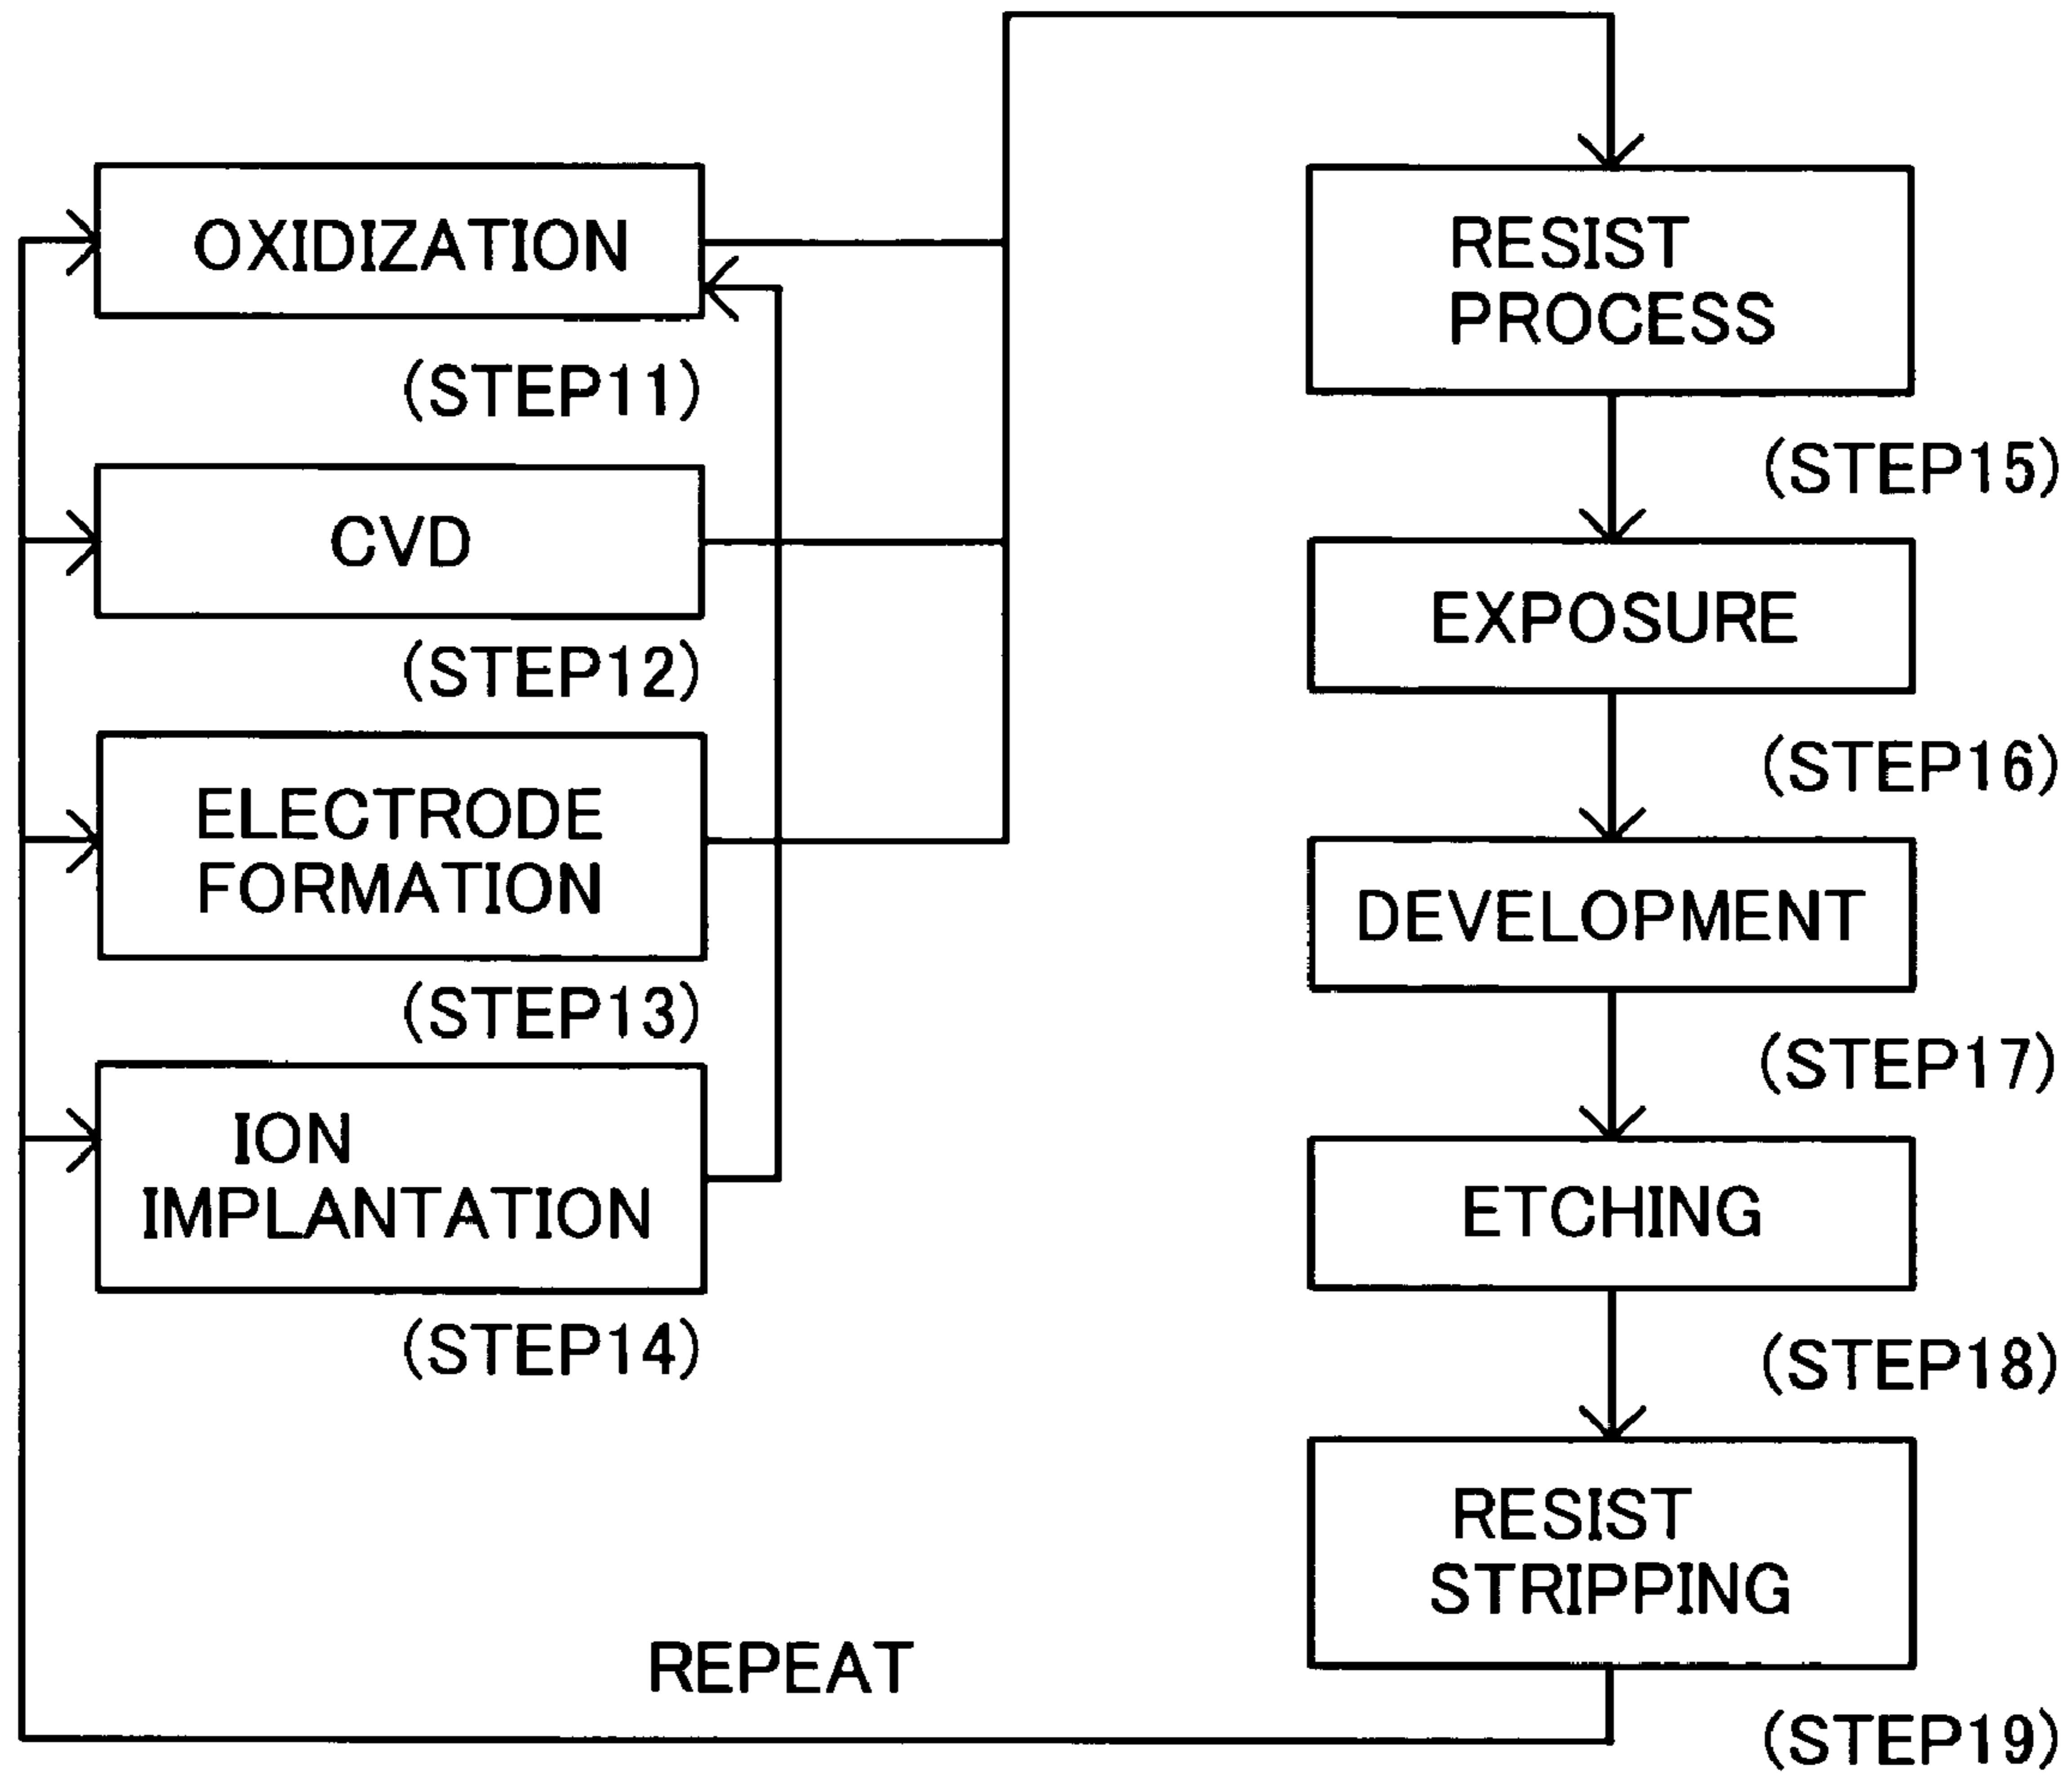 OXIDIZATION
(STEP11)
CVD
(STEP12)
ELECTRODE
FORMATION
(STEP13)
ION
IMPLANTATION
(STEP14)
RESIST
PROCESS
(STEP15)
EXPOSURE
(STEP16)
DEVELOPMENT
(STEP17)
ETCHING
(STEP18)
RESIST
STRIPPING
(STEP19)
REPEAT